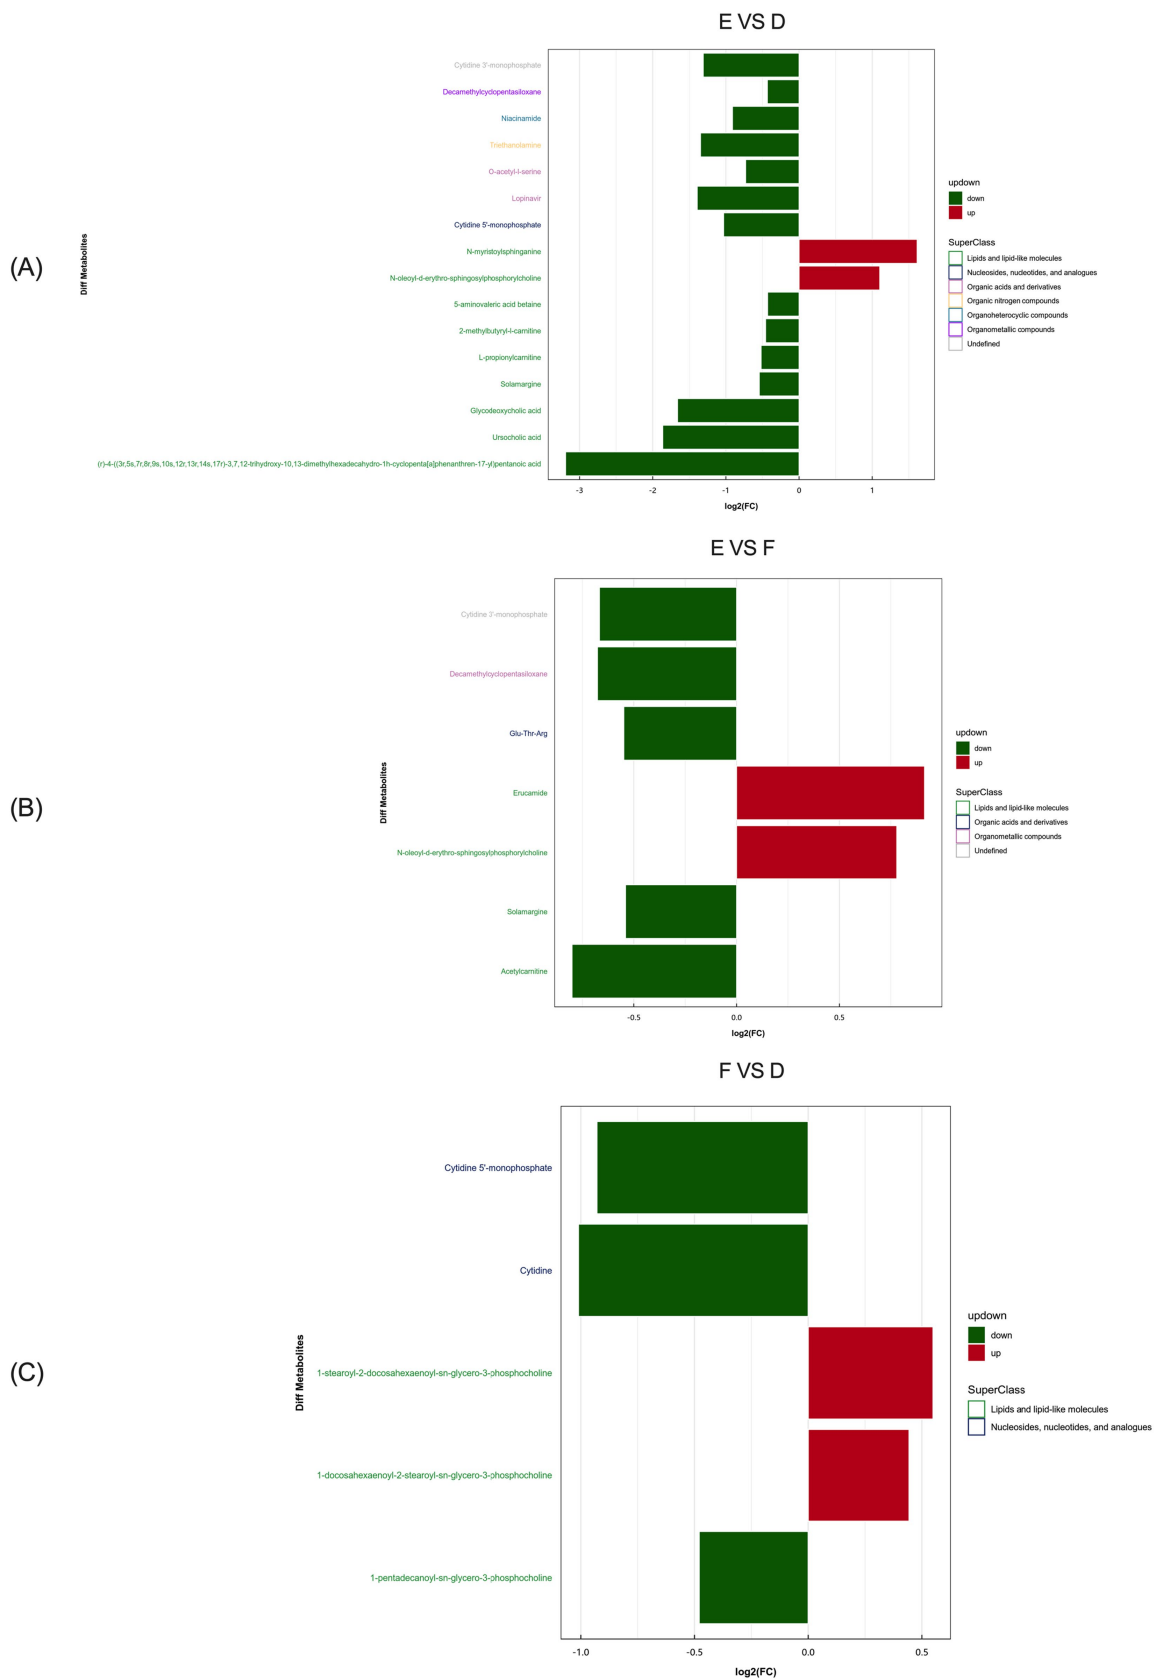 E VS D
(A)
Diff Metabolites
Cytidine 3'-monophosphate
Decamethylcyclopentasiloxane
Niacinamide
Triethanolamine
O-acetyl-l-serine
Lopinavir
Cytidine 5'-monophosphate
N-myristoylsphinganine
N-oleoyl-d-erythro-sphingosylphosphorylcholine
5-aminovaleric acid betaine
2-methylbutyryl-l-carnitine
L-propionylcarnitine
Solamargine
Glycodeoxycholic acid
Ursocholic acid
(r)-4-((3r,5s,7r,8r,9s,10s,12r,13r,14s,17r)-3,7,12-trihydroxy-10,13-dimethylhexadecahydro-1h-cyclopenta[a]phenanthren-17-yl)pentanoic acid
-3 -2 -1 0 1
log2(FC)
updown
down
up
SuperClass
Lipids and lipid-like molecules
Nucleosides, nucleotides, and analogues
Organic acids and derivatives
Organic nitrogen compounds
Organoheterocyclic compounds
Organometallic compounds
Undefined
E VS F
(B)
Diff Metabolites
Cytidine 3'-monophosphate
Decamethylcyclopentasiloxane
Glu-Thr-Arg
Erucamide
N-oleoyl-d-erythro-sphingosylphosphorylcholine
Solamargine
Acetylcarnitine
-0.5 0.0 0.5
log2(FC)
updown
down
up
SuperClass
Lipids and lipid-like molecules
Organic acids and derivatives
Organometallic compounds
Undefined
F VS D
(C)
Diff Metabolites
Cytidine 5'-monophosphate
Cytidine
1-stearoyl-2-docosahexaenoyl-sn-glycero-3-phosphocholine
1-docosahexaenoyl-2-stearoyl-sn-glycero-3-phosphocholine
1-pentadecanoyl-sn-glycero-3-phosphocholine
-1.0 -0.5 0.0 0.5
log2(FC)
updown
down
up
SuperClass
Lipids and lipid-like molecules
Nucleosides, nucleotides, and analogues